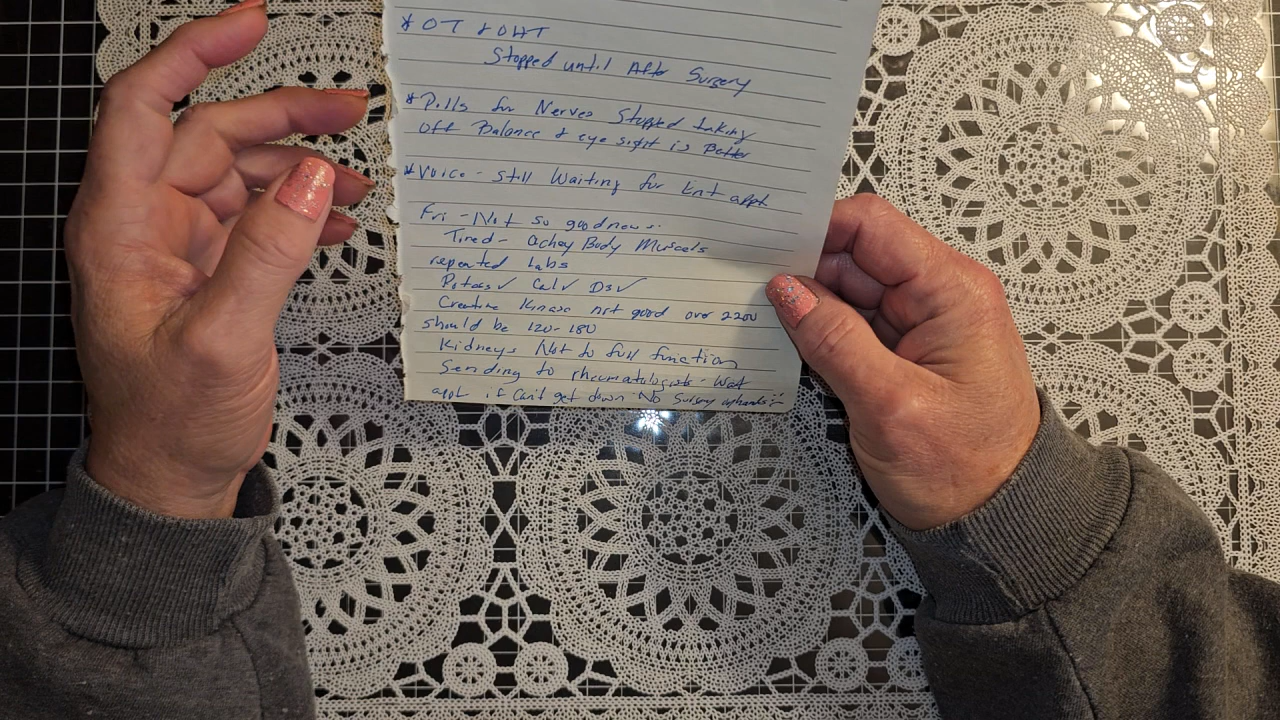 * OT & OHT
Stopped until After Surgery
* Pills for Nerves Stopped taking
off Balance & eye sight is Better
* Voice - still Waiting for Ent appt
Fri - Not so good news.
Tired - achey Body Muscels
repeated Labs
Potass✓ Cal✓ D3✓
Creatine Kinase not good over 2200
should be 120-180
Kidneys Not to full function
Sending to rheumatologists - Wait
appt if can't get down No Surgery